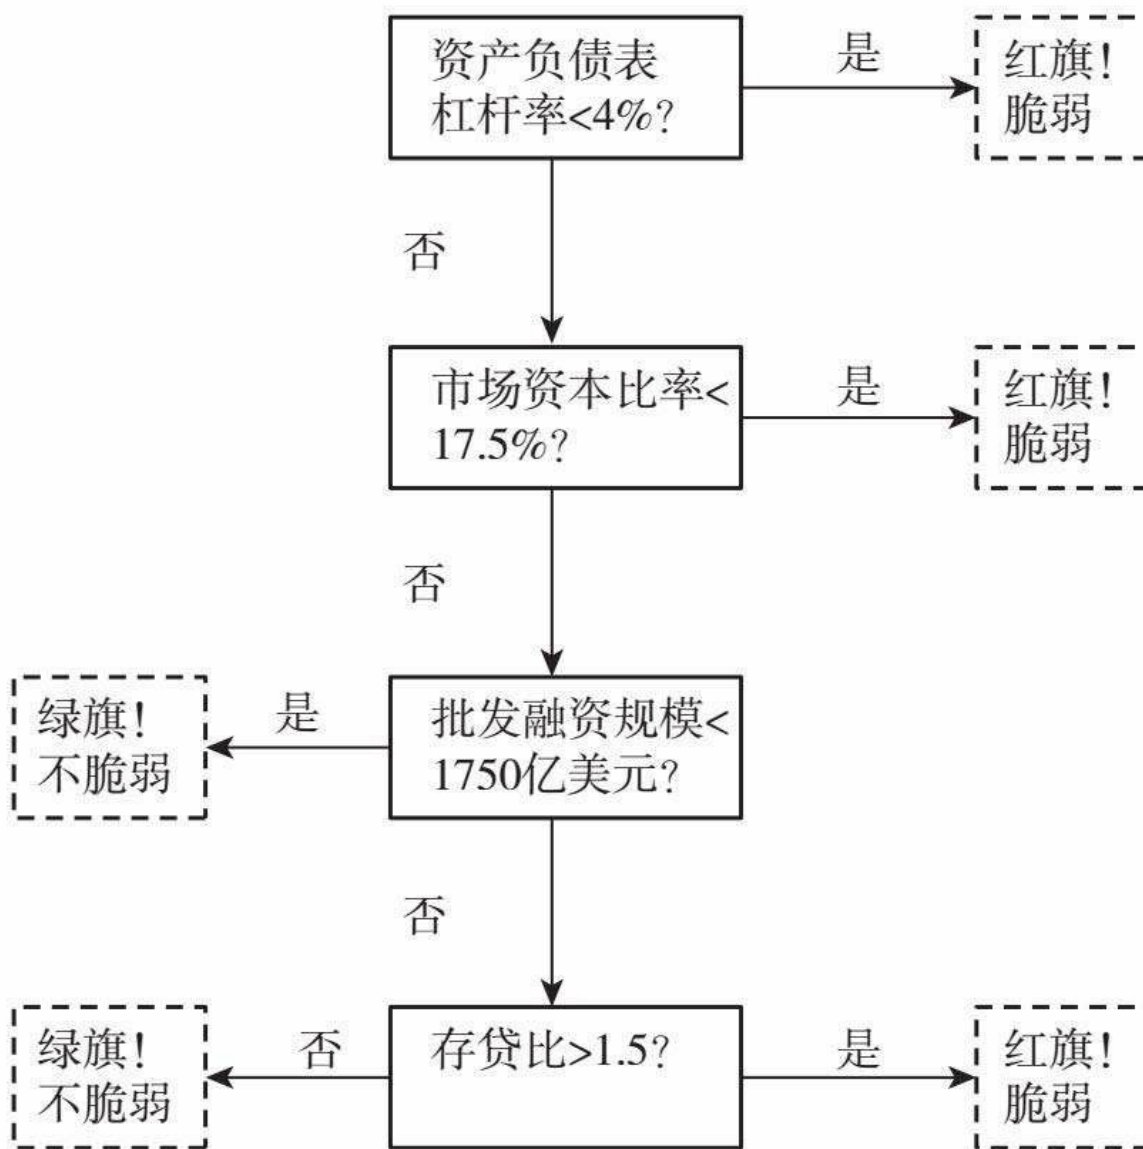 资产负债表
杠杆率<4%?
是
红旗!
脆弱
否
市场资本比率<
17.5%?
是
红旗!
脆弱
否
绿旗!
不脆弱
是
批发融资规模<
1750亿美元?
否
绿旗!
不脆弱
否
存贷比>1.5?
是
红旗!
脆弱